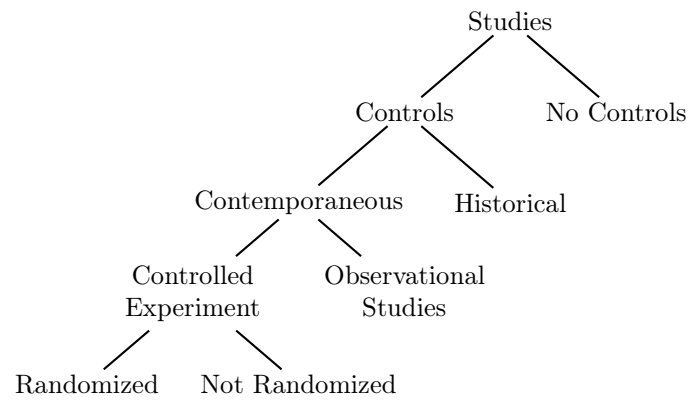 Studies
Controls
No Controls
Contemporaneous
Historical
Controlled
Experiment
Observational
Studies
Randomized
Not Randomized